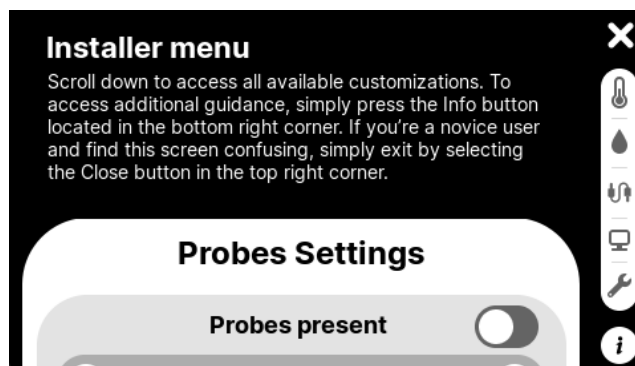 Installer menu
Scroll down to access all available customizations. To
access additional guidance, simply press the Info button
located in the bottom right corner. If you're a novice user
and find this screen confusing, simply exit by selecting
the Close button in the top right corner.
Probes Settings
Probes present
i